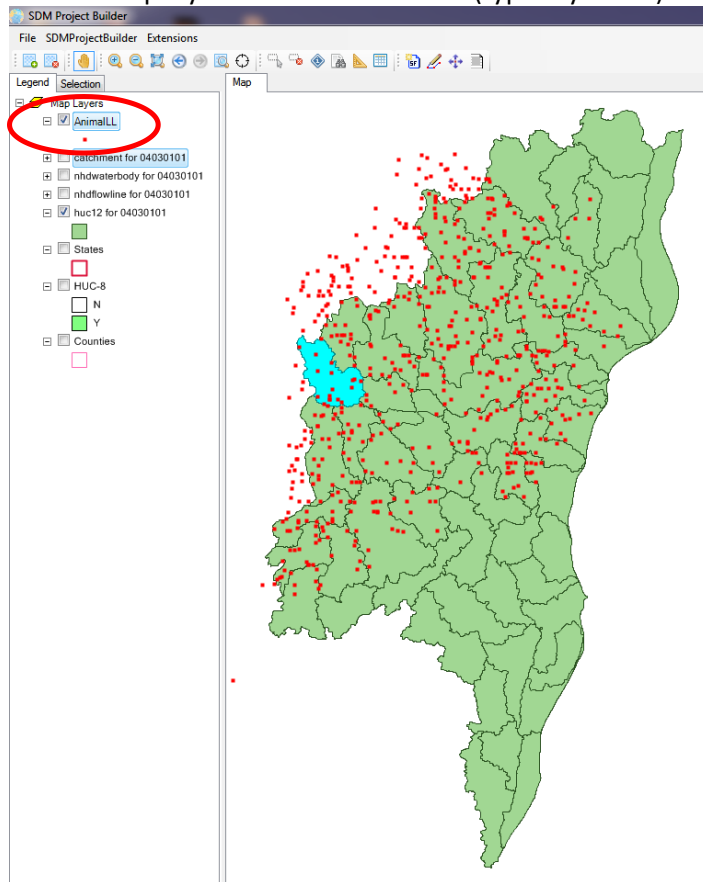 SDM Project Builder
File SDMProjectBuilder Extensions
Legend Selection Map
Map Layers
AnimalLL
catchment for 04030101
nhdwaterbody for 04030101
nhdflowline for 04030101
huc12 for 04030101
States
HUC-8
N
Y
Counties